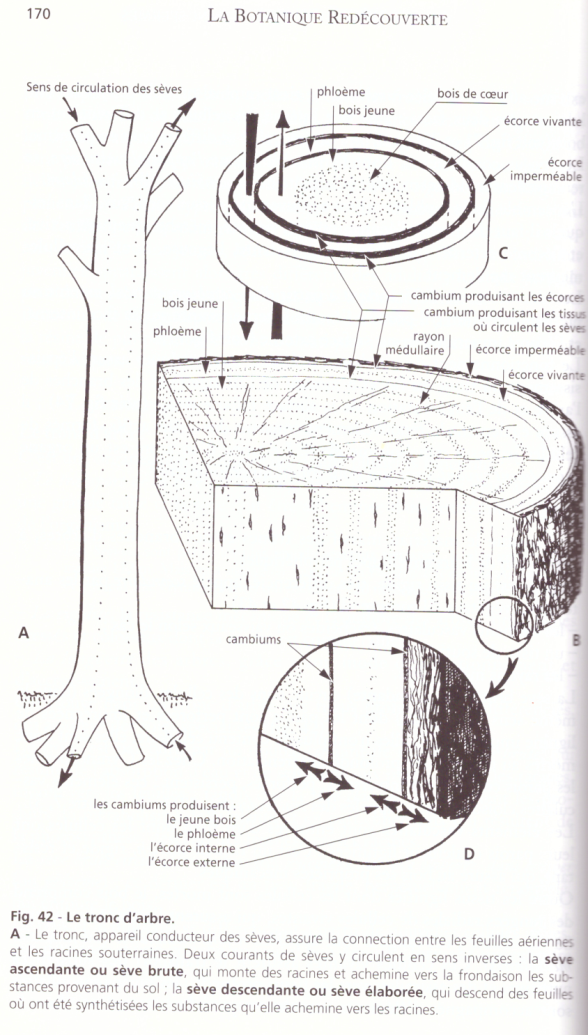 170
LA BOTANIQUE REDÉCOUVERTE
Sens de circulation des sèves
phloème
bois jeune
bois de cœur
écorce vivante
écorce
imperméable
C
cambium produisant les écorces
cambium produisant les tissus
où circulent les sèves
bois jeune
phloème
rayon
médullaire
écorce imperméable
écorce vivante
A
B
cambiums
les cambiums produisent :
le jeune bois
le phloème
l'écorce interne
l'écorce externe
D
Fig. 42 - Le tronc d'arbre.
A - Le tronc, appareil conducteur des sèves, assure la connection entre les feuilles aériennes
et les racines souterraines. Deux courants de sèves y circulent en sens inverses : la sève
ascendante ou sève brute, qui monte des racines et achemine vers la frondaison les sub-
stances provenant du sol ; la sève descendante ou sève élaborée, qui descend des feuilles
où ont été synthétisées les substances qu'elle achemine vers les racines.